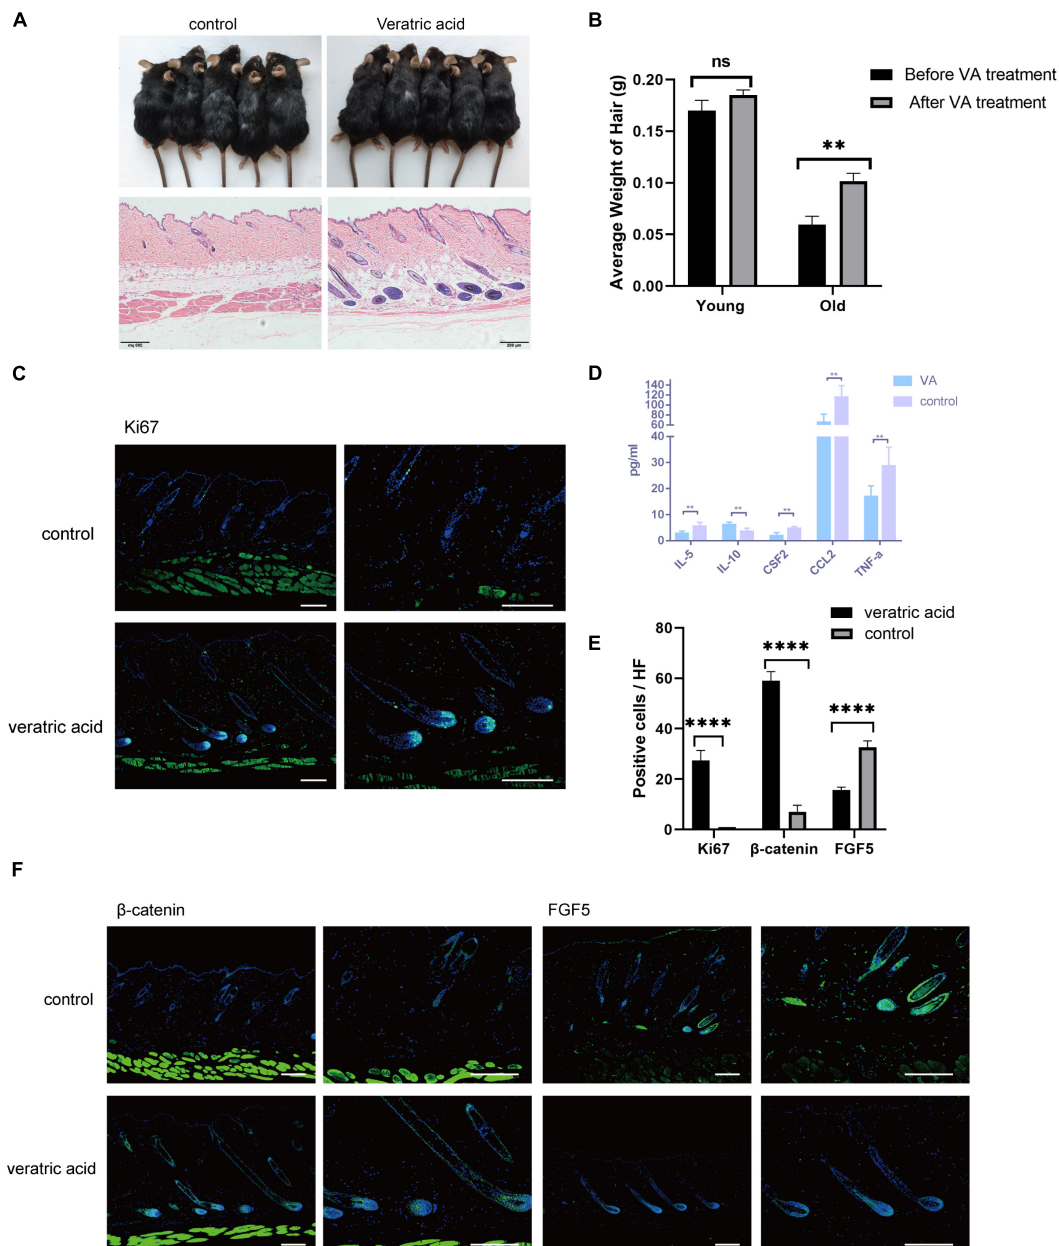 A
control
Veratric acid
200 μm
B
ns
**
Before VA treatment
After VA treatment
Average Weight of Hair (g)
0.20
0.15
0.10
0.05
0.00
Young
Old
C
Ki67
control
veratric acid
D
VA
control
pg/ml
140
120
100
80
60
40
30
20
10
0
**
**
**
**
**
IL-5
IL-10
CSF2
CCL2
TNF-a
E
veratric acid
control
Positive cells / HF
80
60
40
20
0
****
****
****
Ki67
β-catenin
FGF5
F
β-catenin
FGF5
control
veratric acid